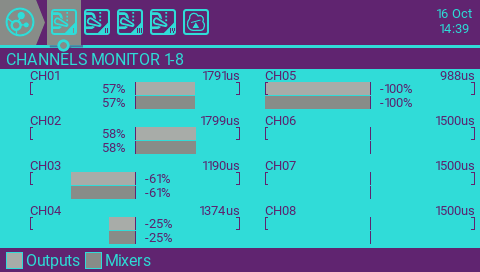 16 Oct
14:39
CHANNELS MONITOR 1-8
CH01 1791us
57%
57%
CH02 1799us
58%
58%
CH03 1190us
-61%
-61%
CH04 1374us
-25%
-25%
CH05 988us
-100%
-100%
CH06 1500us
CH07 1500us
CH08 1500us
Outputs Mixers